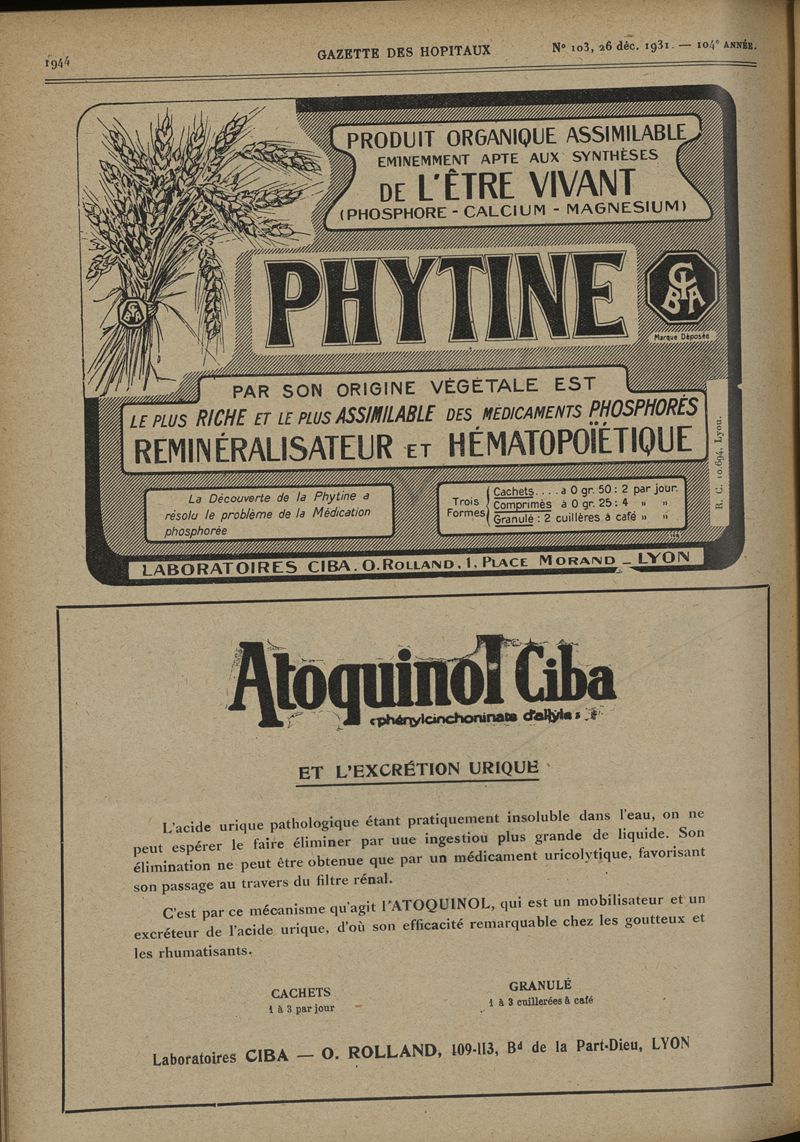 1944
GAZETTE DES HOPITAUX
N° 103, 26 déc. 1931. — 104e ANNÉE.
PRODUIT ORGANIQUE ASSIMILABLE
EMINEMMENT APTE AUX SYNTHÈSES
DE L'ÊTRE VIVANT
(PHOSPHORE - CALCIUM - MAGNESIUM)
PHYTINE
CIBA
CIBA
Marque Déposée
PAR SON ORIGINE VÉGÉTALE EST
LE PLUS RICHE ET LE PLUS ASSIMILABLE DES MÉDICAMENTS PHOSPHORÉS
REMINÉRALISATEUR ET HÉMATOPOÏÉTIQUE
R. C. 10.694. Lyon.
La Découverte de la Phytine a
résolu le problème de la Médication
phosphorée
Trois
Formes
Cachets.... a 0 gr. 50 : 2 par jour.
Comprimés à 0 gr. 25 : 4 " "
Granulé : 2 cuillères à café " "
LABORATOIRES CIBA. O. ROLLAND, 1, PLACE MORAND _ LYON
Atoquinol Ciba
‹phénylcinchoninate d'allyle›
ET L'EXCRÉTION URIQUE
L'acide urique pathologique étant pratiquement insoluble dans l'eau, on ne
peut espérer le faire éliminer par uue ingestiou plus grande de liquide. Son
élimination ne peut être obtenue que par un médicament uricolytique, favorisant
son passage au travers du filtre rénal.
C'est par ce mécanisme qu'agit l'ATOQUINOL, qui est un mobilisateur et un
excréteur de l'acide urique, d'où son efficacité remarquable chez les goutteux et
les rhumatisants.
CACHETS
1 à 3 par jour
GRANULÉ
1 à 3 cuillerées à café
Laboratoires CIBA — O. ROLLAND, 109-113, Bd de la Part-Dieu, LYON